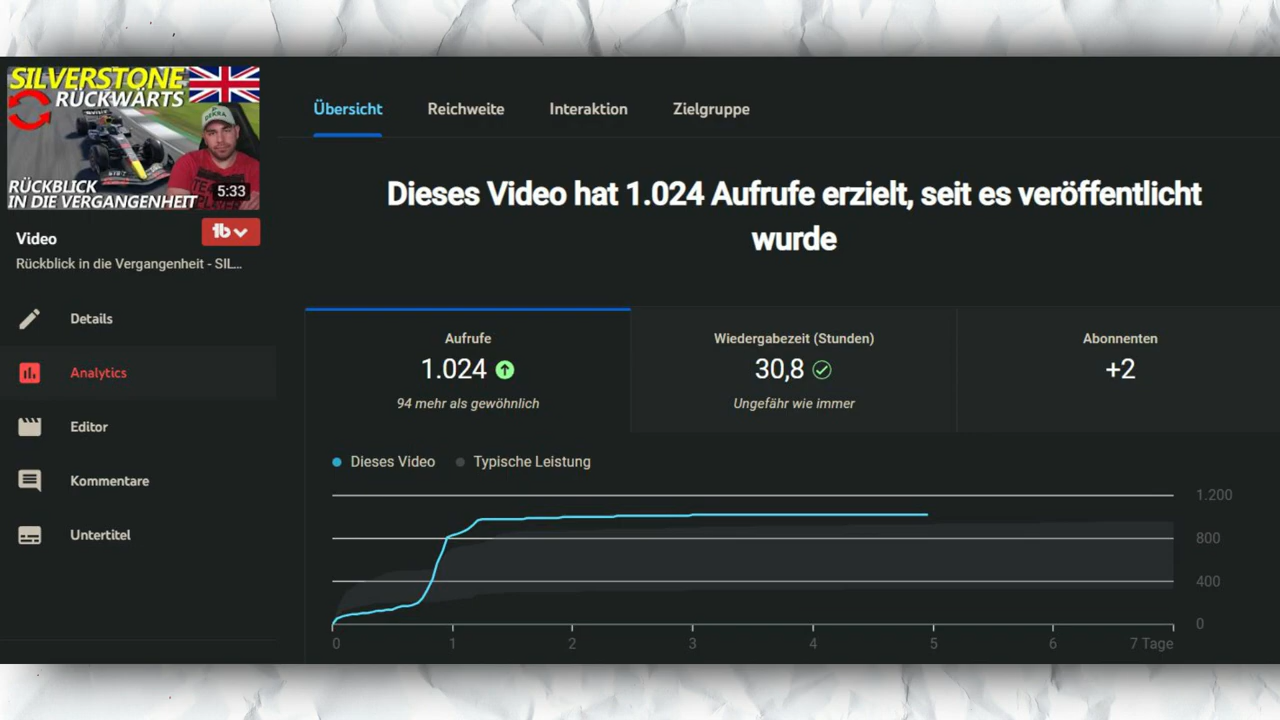 SILVERSTONE
RÜCKWÄRTS
RÜCKBLICK
IN DIE VERGANGENHEIT
5:33
Video
Rückblick in die Vergangenheit - SIL...
Details
Analytics
Editor
Kommentare
Untertitel
Übersicht Reichweite Interaktion Zielgruppe
Dieses Video hat 1.024 Aufrufe erzielt, seit es veröffentlicht
wurde
Aufrufe
1.024
94 mehr als gewöhnlich
Wiedergabezeit (Stunden)
30,8
Ungefähr wie immer
Abonnenten
+2
Dieses Video Typische Leistung
1.200
800
400
0
0 1 2 3 4 5 6 7 Tage